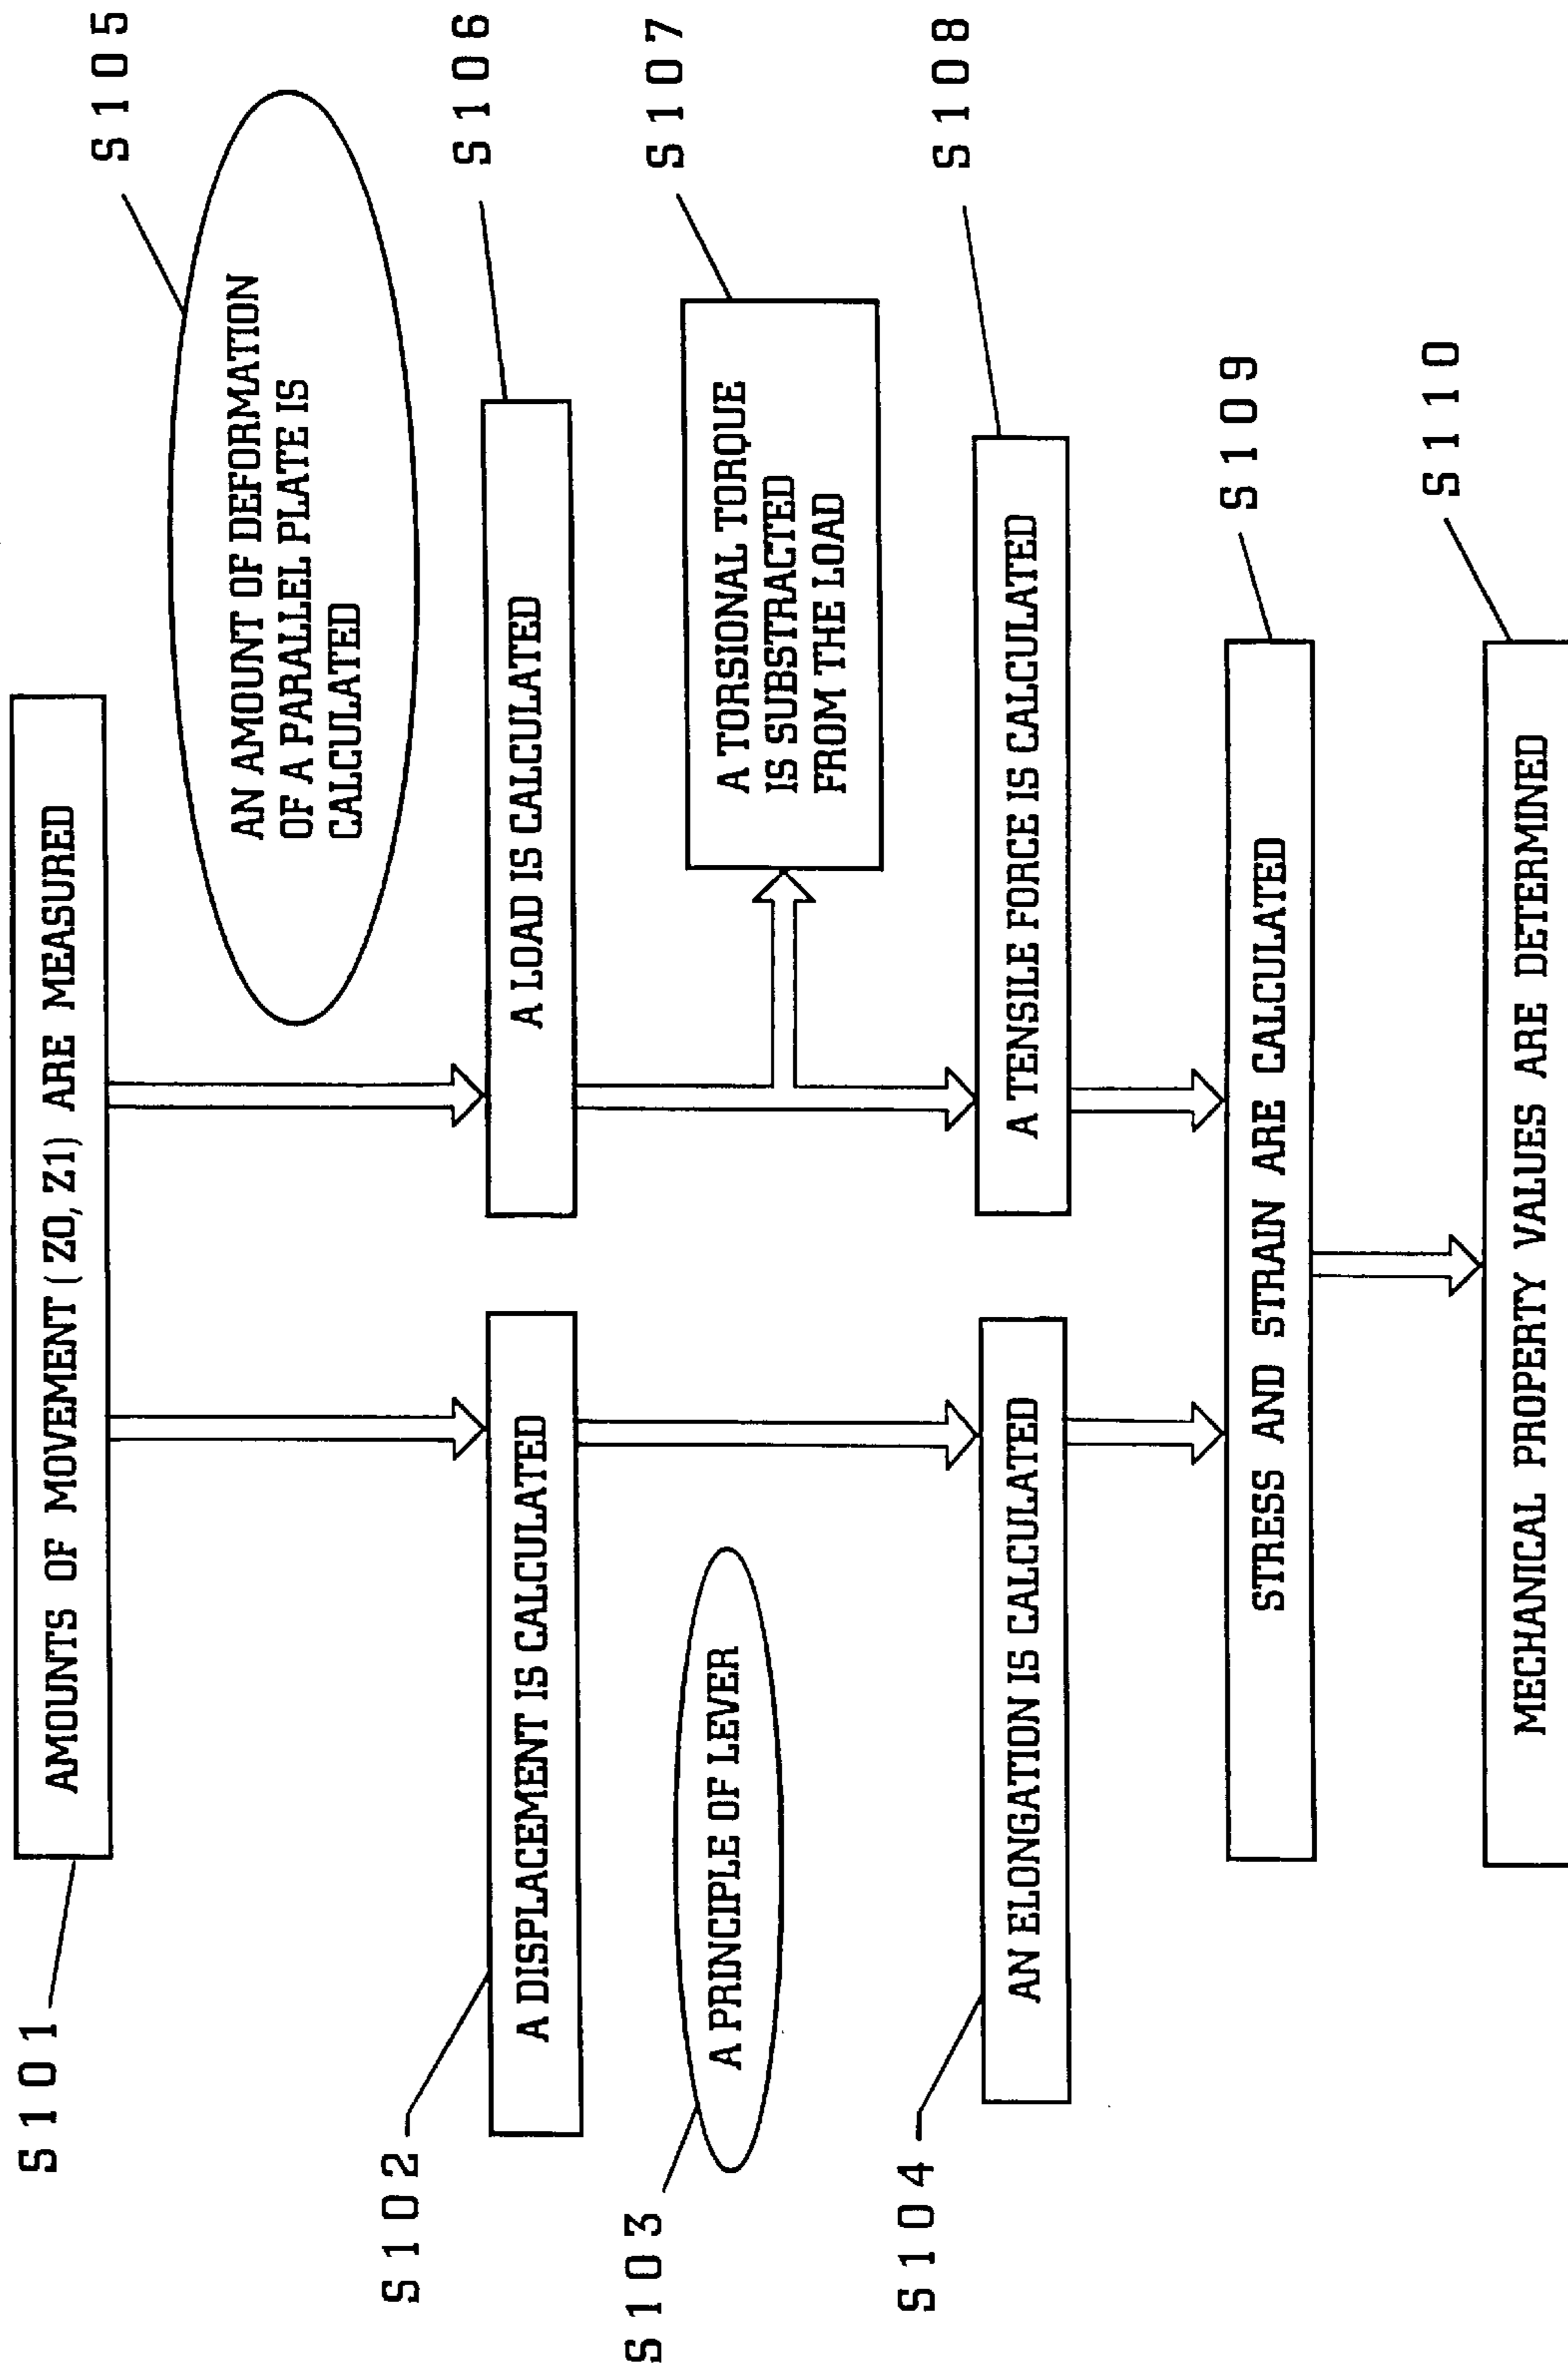 S101
AMOUNTS OF MOVEMENT (Z0, Z1) ARE MEASURED
S105
AN AMOUNT OF DEFORMATION
OF A PARALLEL PLATE IS
CALCULATED
S102
A DISPLACEMENT IS CALCULATED
A LOAD IS CALCULATED
S106
S103
A PRINCIPLE OF LEVER
A TORSIONAL TORQUE
IS SUBSTRACTED
FROM THE LOAD
S107
S104
AN ELONGATION IS CALCULATED
A TENSILE FORCE IS CALCULATED
S108
STRESS AND STRAIN ARE CALCULATED
S109
MECHANICAL PROPERTY VALUES ARE DETERMINED
S110